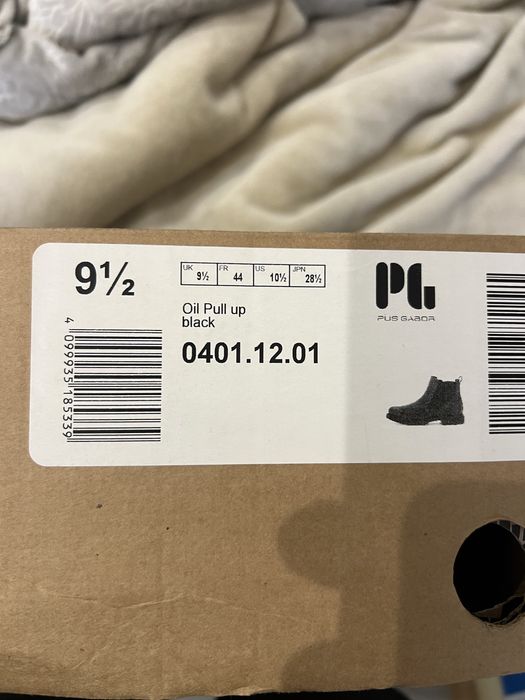 9½
UK 9½ FR 44 US 10½ JPN 28½
Oil Pull up
black
0401.12.01
4 099935 185339
PG
PIUS GABOR